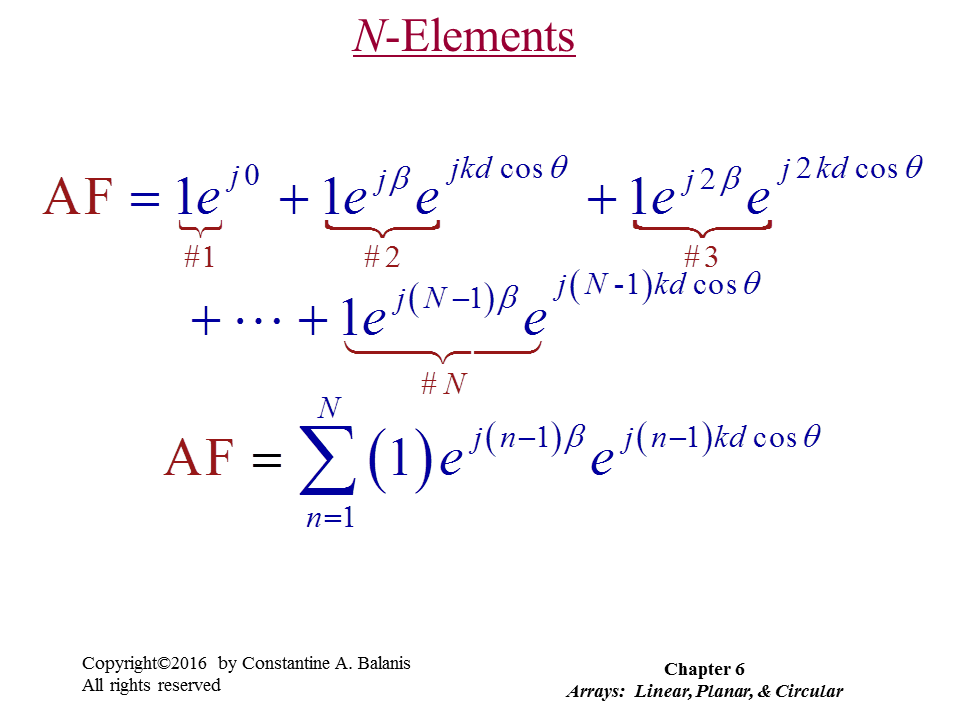 N-Elements
AF = 1e^{j0} + 1e^{jβ}e^{jkd cos θ} + 1e^{j2β}e^{j2kd cos θ}
#1 #2 #3
+ ⋯ + 1e^{j(N−1)β}e^{j(N-1)kd cos θ}
# N
AF = ∑_{n=1}^{N} (1)e^{j(n−1)β}e^{j(n−1)kd cos θ}
Copyright©2016 by Constantine A. Balanis
All rights reserved
Chapter 6
Arrays: Linear, Planar, & Circular